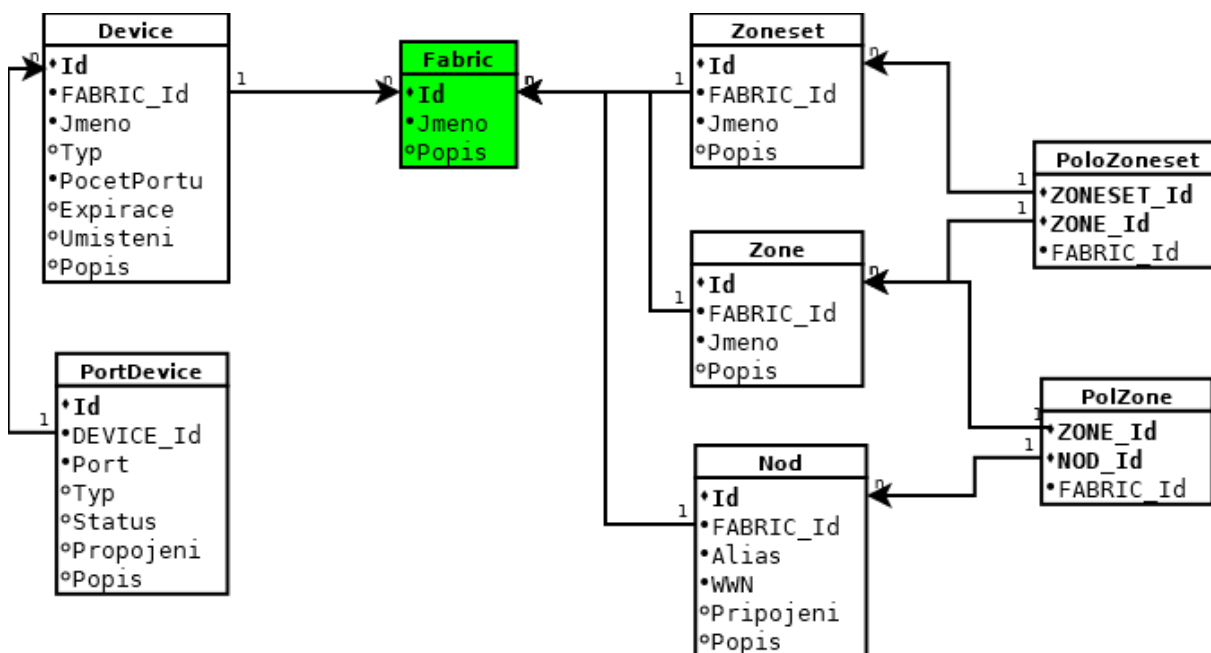 Device
Id
FABRIC_Id
Jmeno
Typ
PocetPortu
Expirace
Umisteni
Popis
n
1
n
Fabric
Id
Jmeno
Popis
n
1
Zoneset
Id
FABRIC_Id
Jmeno
Popis
n
PoloZoneset
1
ZONESET_Id
1
ZONE_Id
FABRIC_Id
Zone
Id
FABRIC_Id
Jmeno
Popis
1
n
PortDevice
Id
DEVICE_Id
Port
Typ
Status
Propojeni
Popis
1
PolZone
1
ZONE_Id
1
NOD_Id
FABRIC_Id
Nod
Id
FABRIC_Id
Alias
WWN
Pripojeni
Popis
1
n